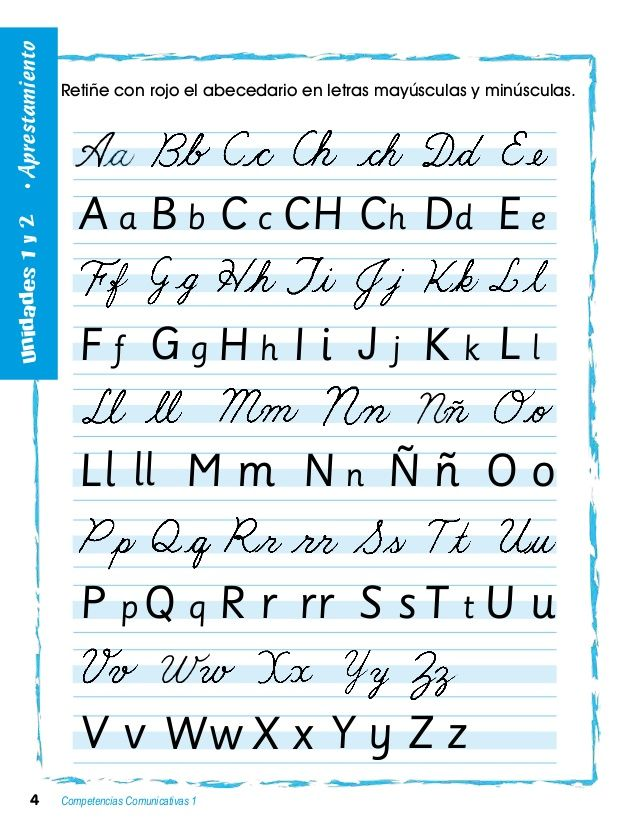 Unidades 1 y 2 • Aprestamiento
Retiñe con rojo el abecedario en letras mayúsculas y minúsculas.
Aa Bb Cc Ch ch Dd Ee
A a B b C c CH Ch Dd E e
Ff Gg Hh Ii Jj Kk Ll
F f G g H h I i J j K k L l
Ll ll Mm Nn Nñ Oo
Ll ll M m N n Ñ ñ O o
Pp Qq Rr rr Ss Tt Uu
P p Q q R r rr S s T t U u
Vv Ww Xx Yy Zz
V v W w X x Y y Z z
4 Competencias Comunicativas 1